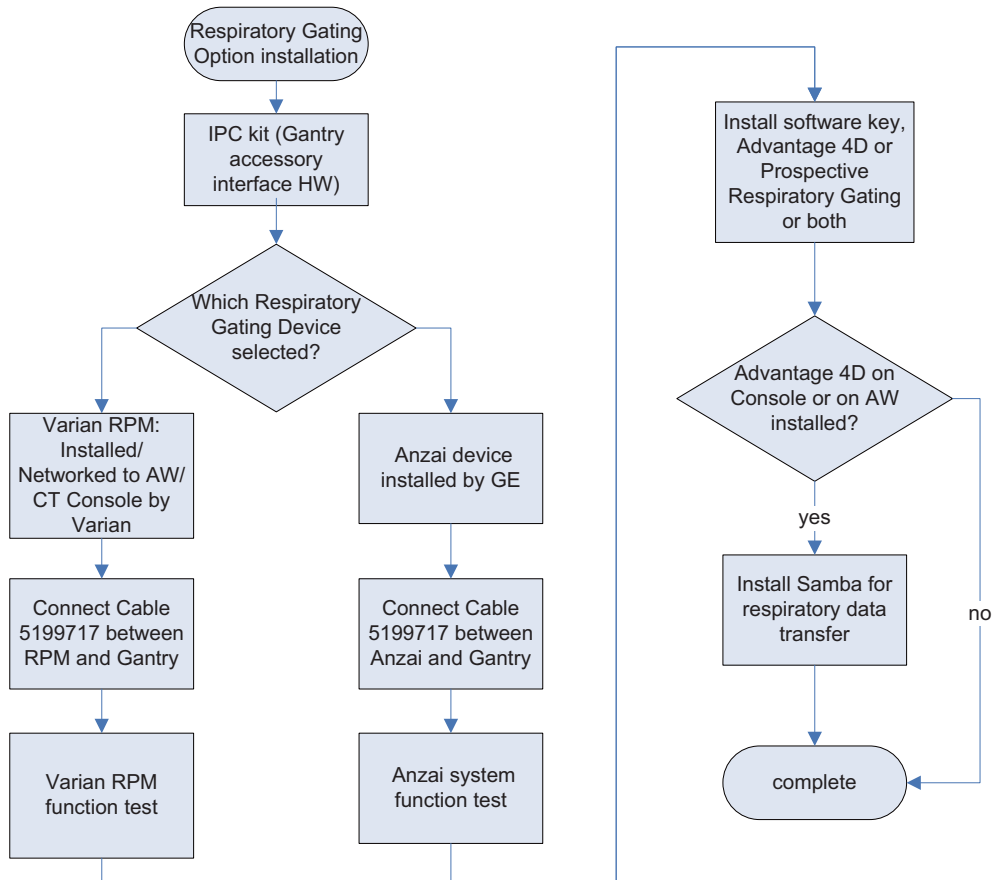 Respiratory Gating
Option installation
IPC kit (Gantry
accessory
interface HW)
Which Respiratory
Gating Device
selected?
Varian RPM:
Installed/
Networked to AW/
CT Console by
Varian
Connect Cable
5199717 between
RPM and Gantry
Varian RPM
function test
Anzai device
installed by GE
Connect Cable
5199717 between
Anzai and Gantry
Anzai system
function test
Install software key,
Advantage 4D or
Prospective
Respiratory Gating
or both
Advantage 4D on
Console or on AW
installed?
yes
Install Samba for
respiratory data
transfer
no
complete